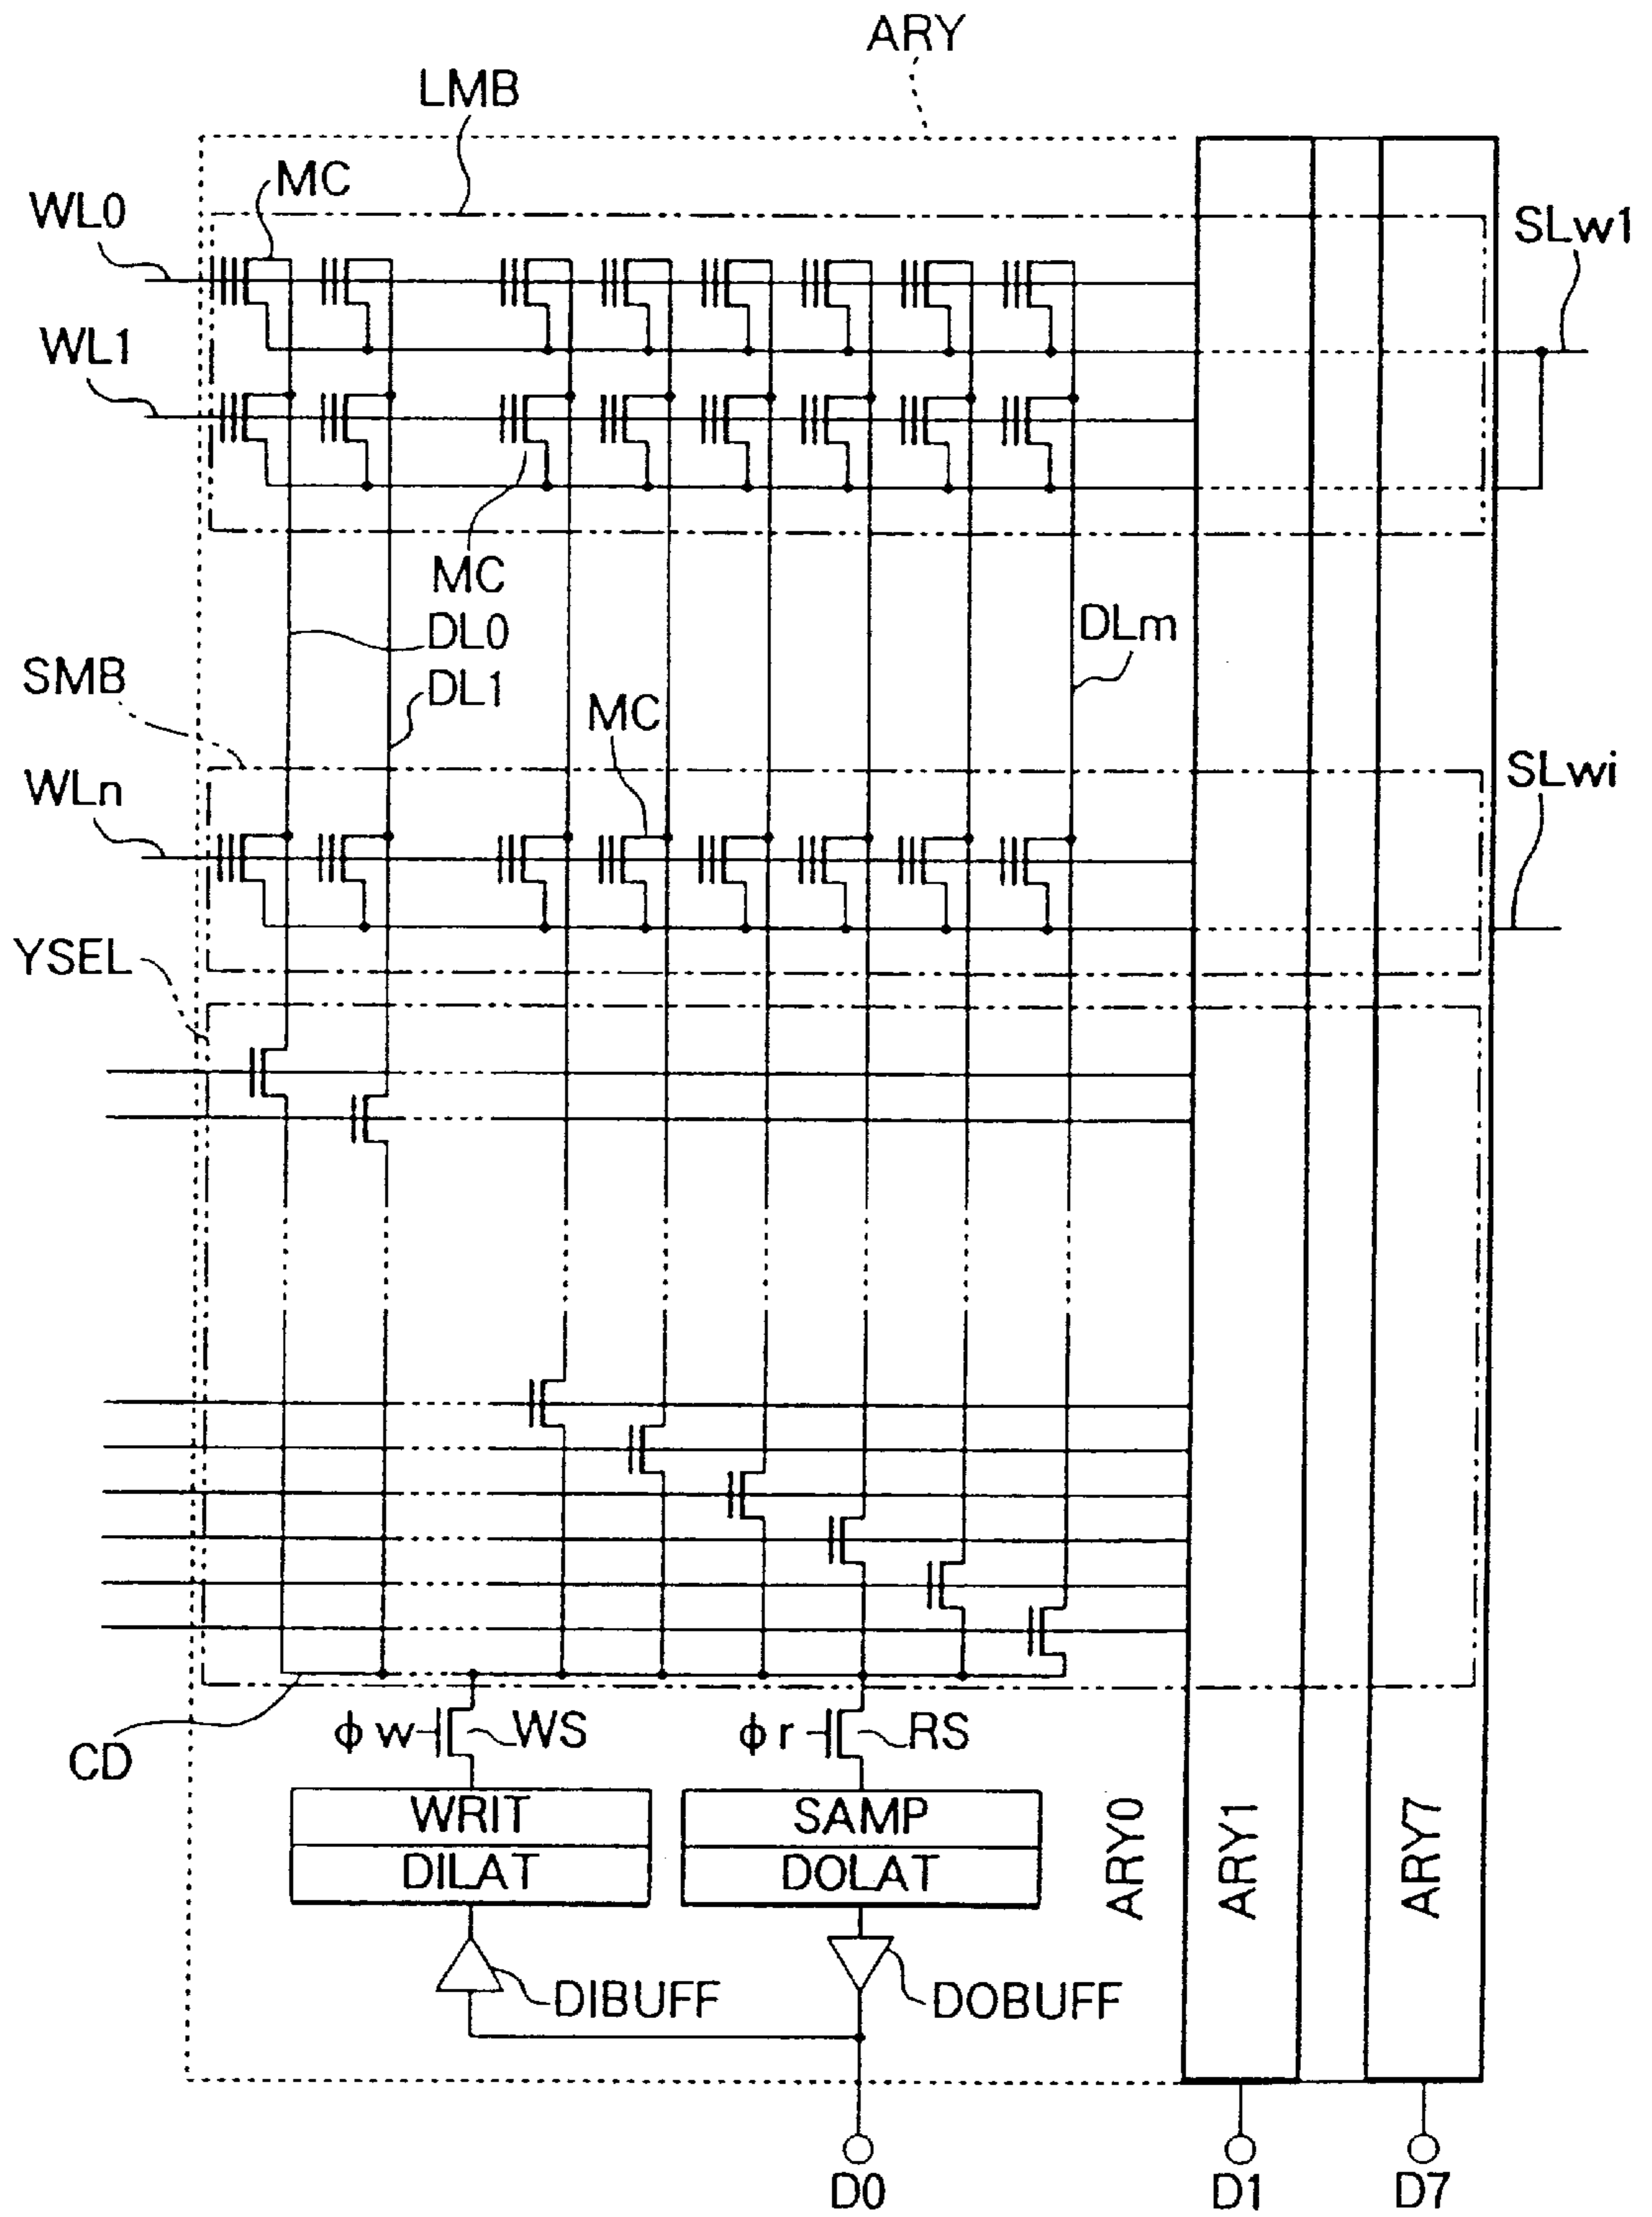 ARY
LMB
MC
WL0
SLw1
WL1
MC
DL0
DLm
SMB
DL1
MC
WLn
SLwi
YSEL
ϕw
WS
ϕr
RS
CD
WRIT
SAMP
DILAT
DOLAT
ARY0
ARY1
ARY7
DIBUFF
DOBUFF
D0
D1
D7